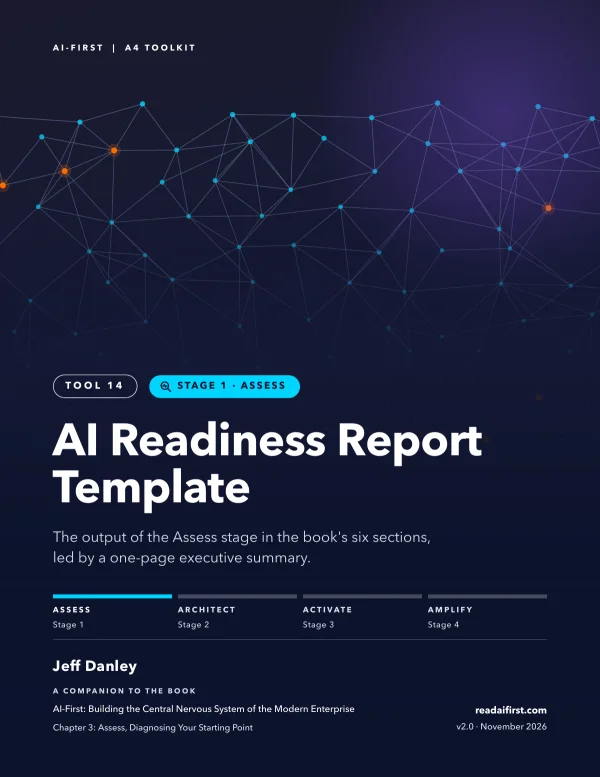 AI-FIRST | A4 TOOLKIT
TOOL 14
STAGE 1 · ASSESS
AI Readiness Report
Template
The output of the Assess stage in the book's six sections,
led by a one-page executive summary.
ASSESS
Stage 1
ARCHITECT
Stage 2
ACTIVATE
Stage 3
AMPLIFY
Stage 4
Jeff Danley
A COMPANION TO THE BOOK
AI-First: Building the Central Nervous System of the Modern Enterprise
Chapter 3: Assess, Diagnosing Your Starting Point
readaifirst.com
v2.0 · November 2026